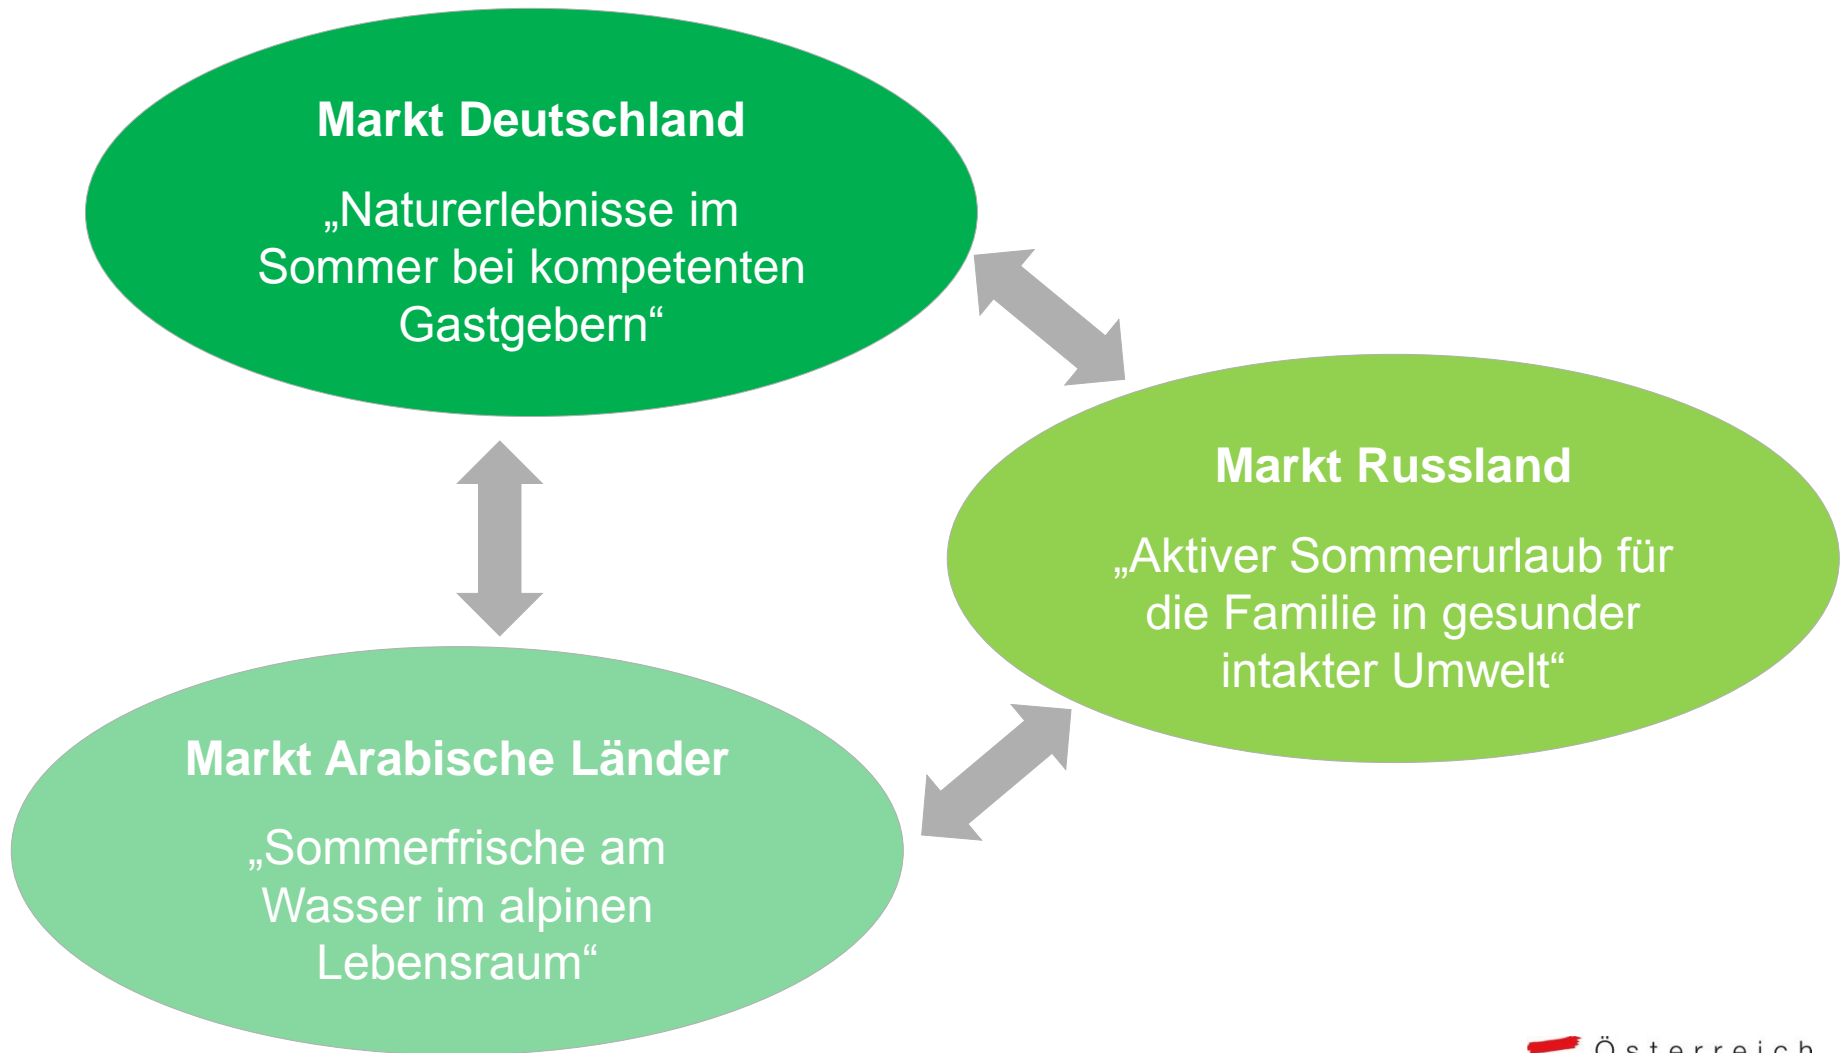 Markt Deutschland
„Naturerlebnisse im
Sommer bei kompetenten
Gastgebern“
Markt Russland
„Aktiver Sommerurlaub für
die Familie in gesunder
intakter Umwelt“
Markt Arabische Länder
„Sommerfrische am
Wasser im alpinen
Lebensraum“
Österreich